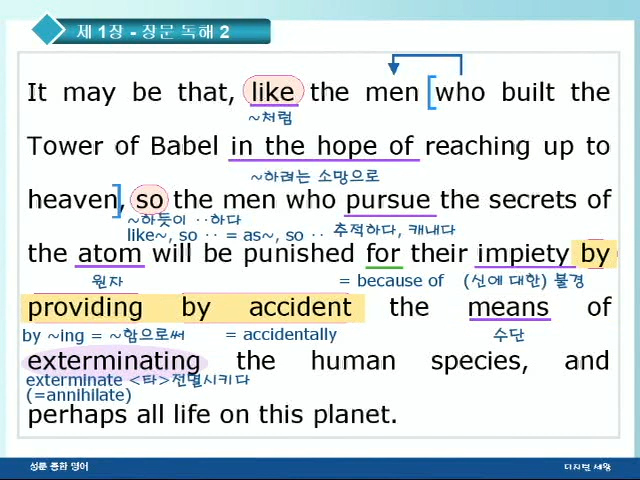 제 1장 - 장문 독해 2
It may be that, like the men who built the
~처럼
Tower of Babel in the hope of reaching up to
~하려는 소망으로
heaven, so the men who pursue the secrets of
~하듯이 ··하다
like~, so ·· = as~, so ·· 추적하다, 캐내다
the atom will be punished for their impiety by
원자 = because of (신에 대한) 불경
providing by accident the means of
by ~ing = ~함으로써 = accidentally 수단
exterminating the human species, and
exterminate <타>전멸시키다
(=annihilate)
perhaps all life on this planet.
성문 종합 영어 디지털 세웅